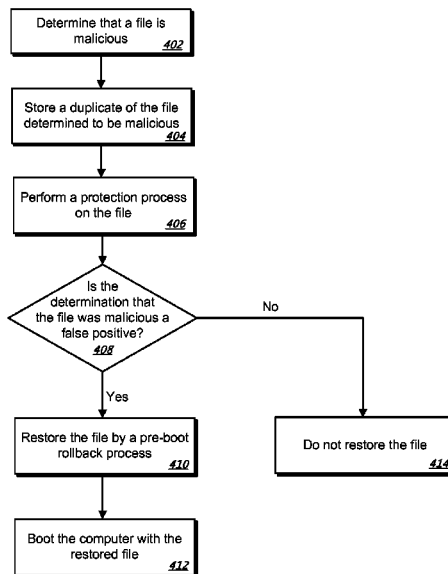 Determine that a file is
malicious
402
Store a duplicate of the file
determined to be malicious
404
Perform a protection process
on the file
406
Is the
determination that
the file was malicious a
false positive?
408
No
Yes
Restore the file by a pre-boot
rollback process
410
Do not restore the file
414
Boot the computer with the
restored file
412